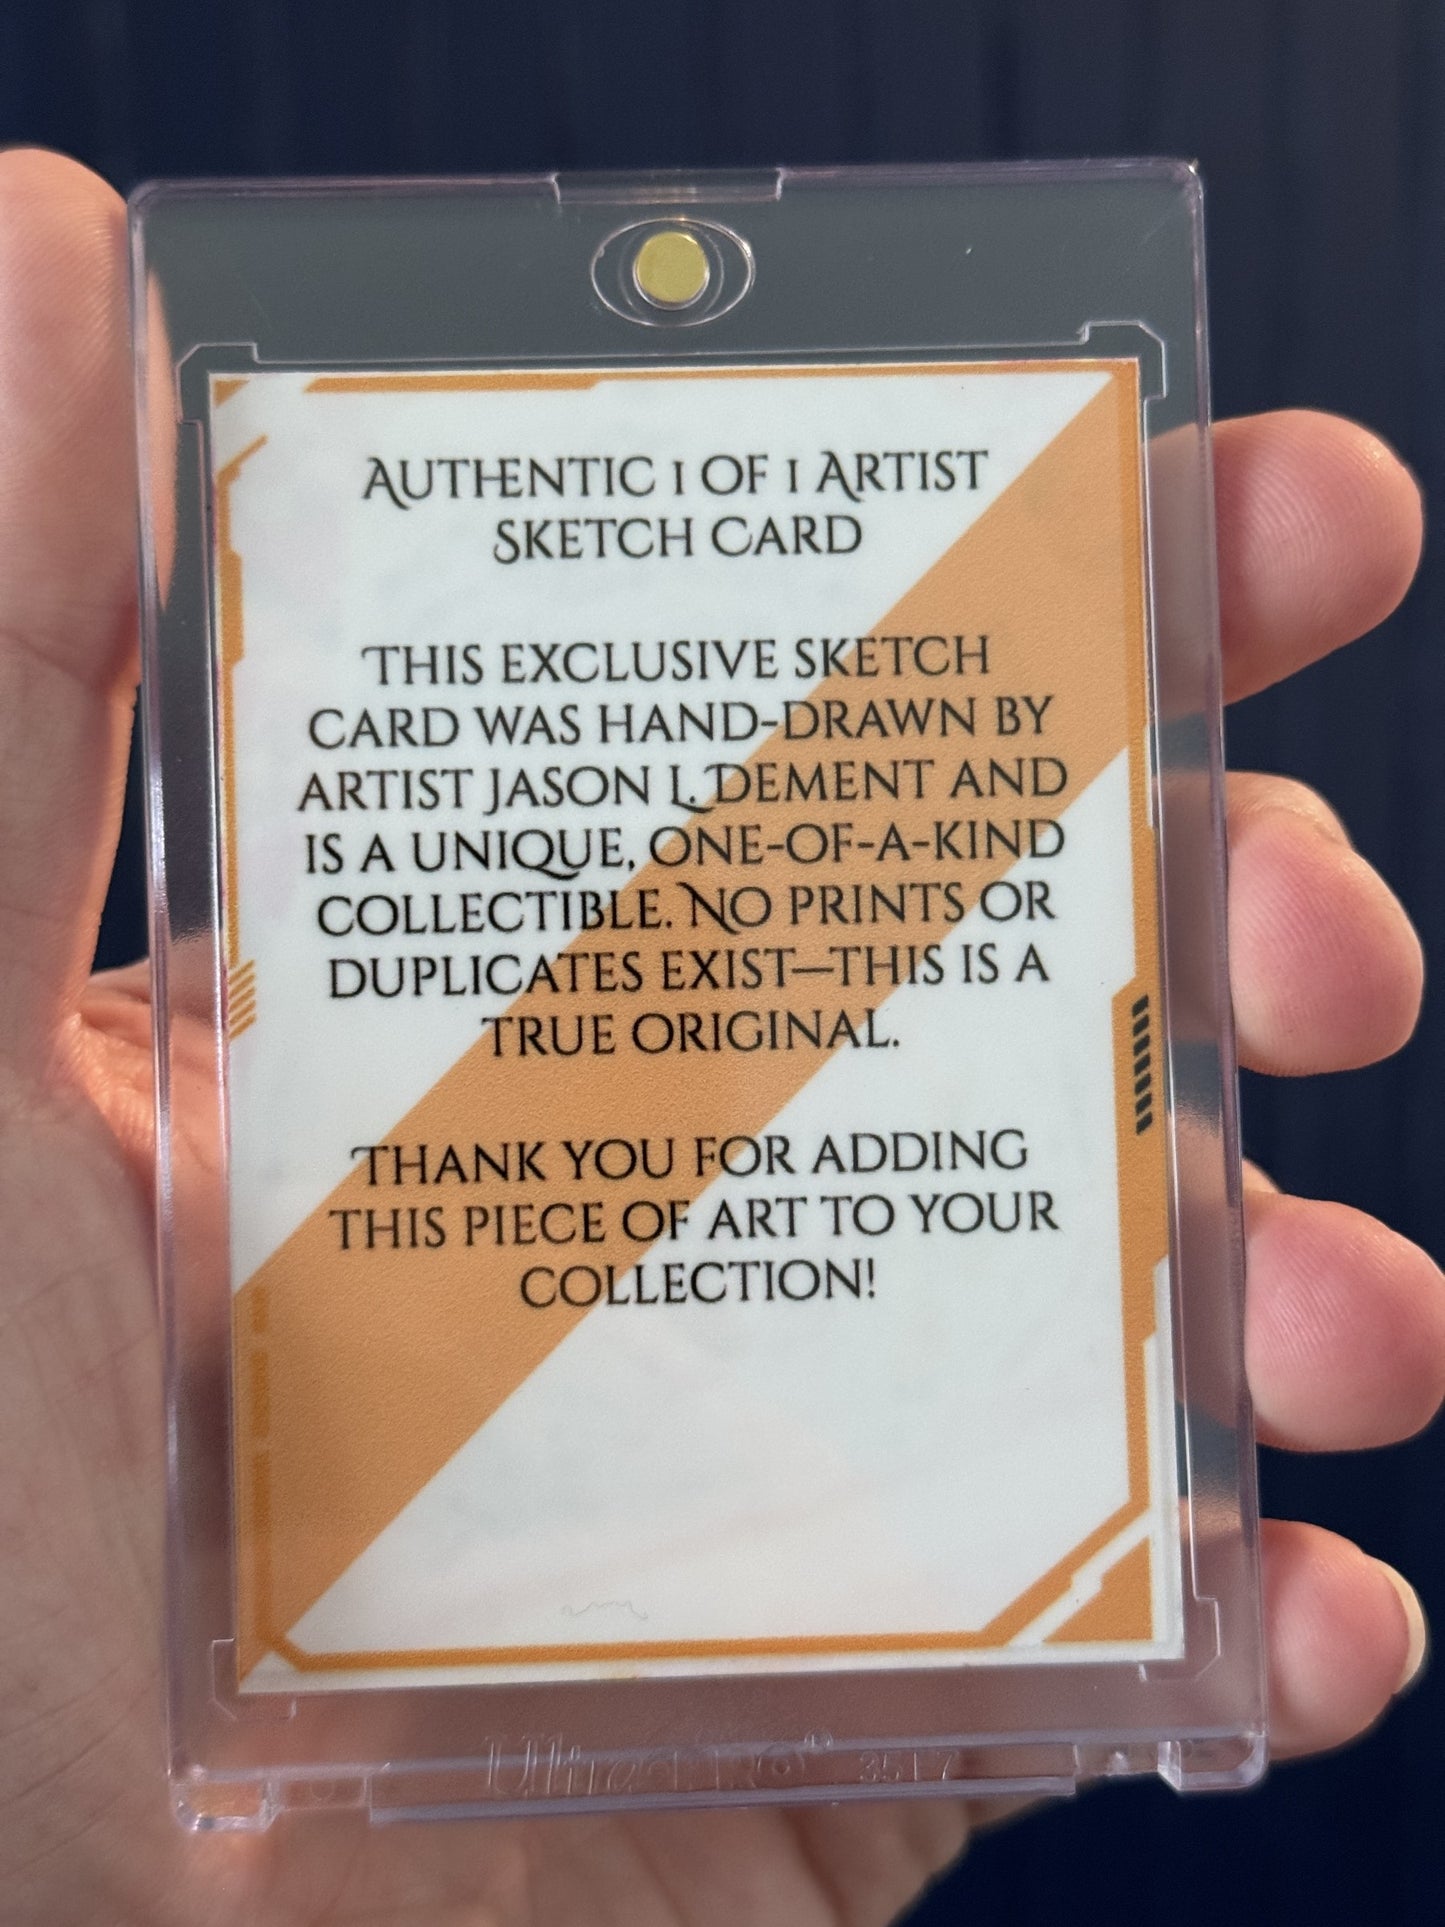 AUTHENTIC 1 OF 1 ARTIST
SKETCH CARD
THIS EXCLUSIVE SKETCH
CARD WAS HAND-DRAWN BY
ARTIST JASON L. DEMENT AND
IS A UNIQUE, ONE-OF-A-KIND
COLLECTIBLE. NO PRINTS OR
DUPLICATES EXIST—THIS IS A
TRUE ORIGINAL.
THANK YOU FOR ADDING
THIS PIECE OF ART TO YOUR
COLLECTION!
Ultra PRO